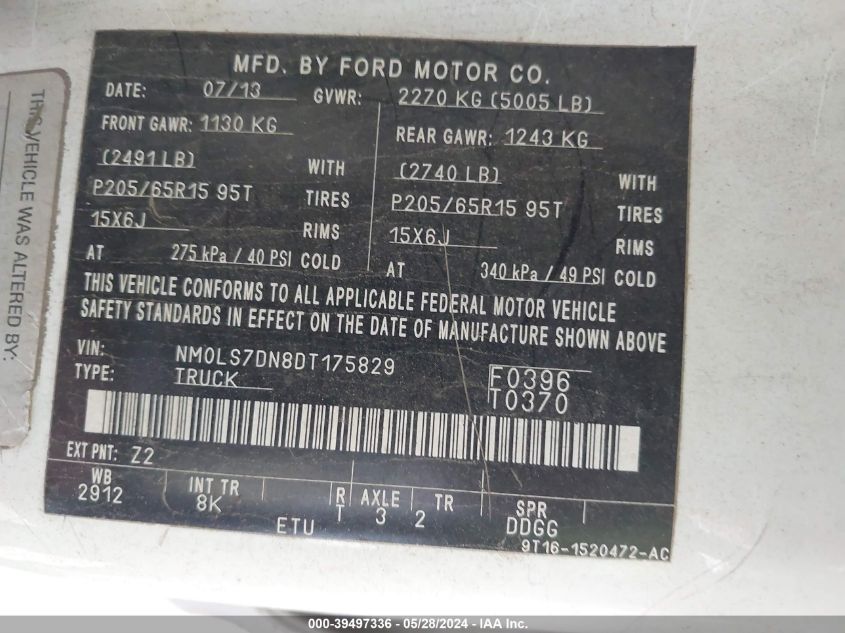 MFD. BY FORD MOTOR CO.
DATE: 07/13 GVWR: 2270 KG (5005 LB)
FRONT GAWR: 1130 KG REAR GAWR: 1243 KG
(2491 LB) WITH (2740 LB) WITH
P205/65R15 95T TIRES P205/65R15 95T TIRES
15X6J RIMS 15X6J RIMS
AT 275 kPa / 40 PSI COLD AT 340 kPa / 49 PSI COLD
THIS VEHICLE CONFORMS TO ALL APPLICABLE FEDERAL MOTOR VEHICLE
SAFETY STANDARDS IN EFFECT ON THE DATE OF MANUFACTURE SHOWN ABOVE
VIN: NM0LS7DN8DT175829 F0396
TYPE: TRUCK T0370
EXT PNT: Z2
WB INT TR R AXLE TR SPR
2912 8K T 3 2 DDGG
ETU
9T16-1520472-AC
THIS VEHICLE WAS ALTERED BY:
000-39497336 - 05/28/2024 - IAA Inc.